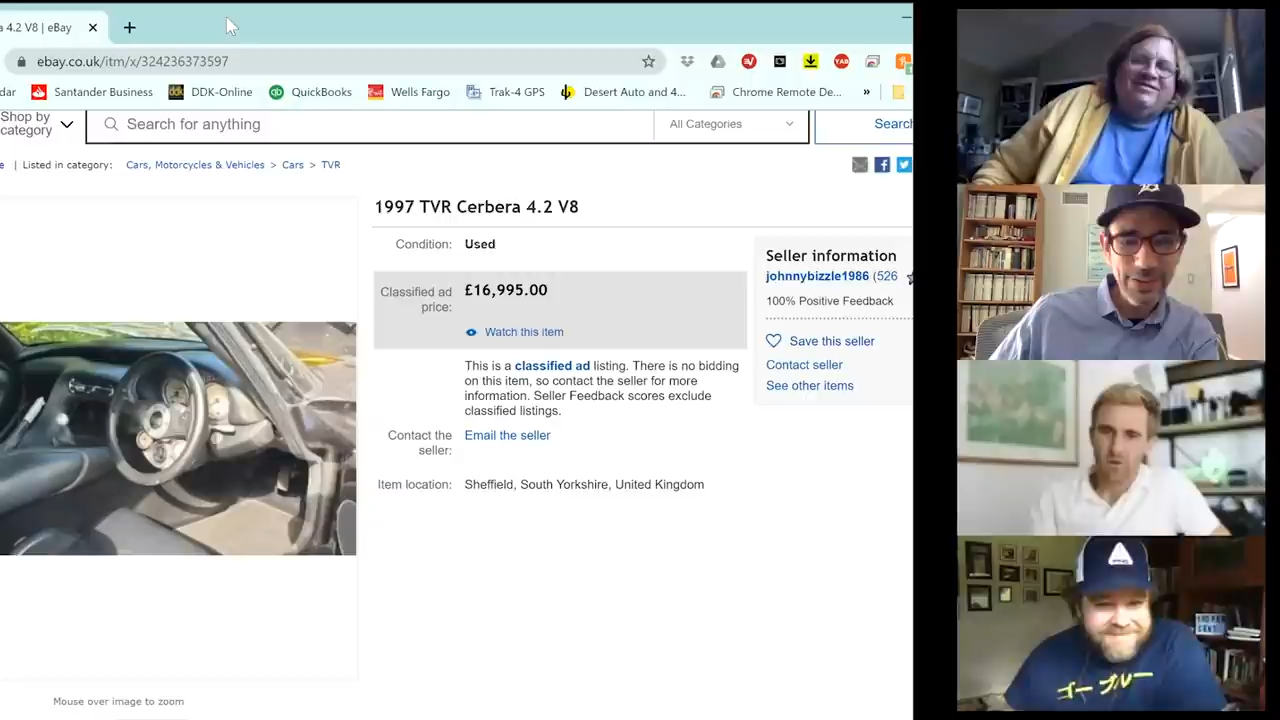 a 4.2 V8 | eBay
ebay.co.uk/itm/x/324236373597
dar Santander Business DDK-Online QuickBooks Wells Fargo Trak-4 GPS Desert Auto and 4... Chrome Remote De... »
Shop by
category
Search for anything
All Categories
Search
e | Listed in category: Cars, Motorcycles & Vehicles > Cars > TVR
1997 TVR Cerbera 4.2 V8
Condition: Used
Classified ad
price:
£16,995.00
Watch this item
This is a classified ad listing. There is no bidding
on this item, so contact the seller for more
information. Seller Feedback scores exclude
classified listings.
Contact the
seller:
Email the seller
Item location: Sheffield, South Yorkshire, United Kingdom
Seller information
johnnybizzle1986 (526
100% Positive Feedback
Save this seller
Contact seller
See other items
Mouse over image to zoom
ゴー ブルー